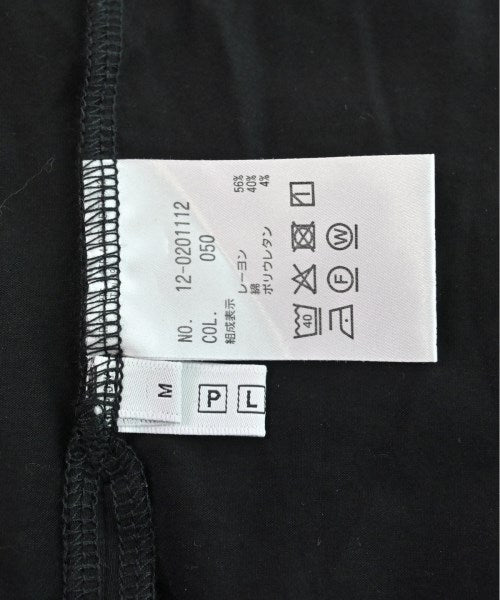 NO. 12-0201112
COL. 050
組成表示
レーヨン 56%
綿 40%
ポリウレタン 4%
40 F W
M
P L